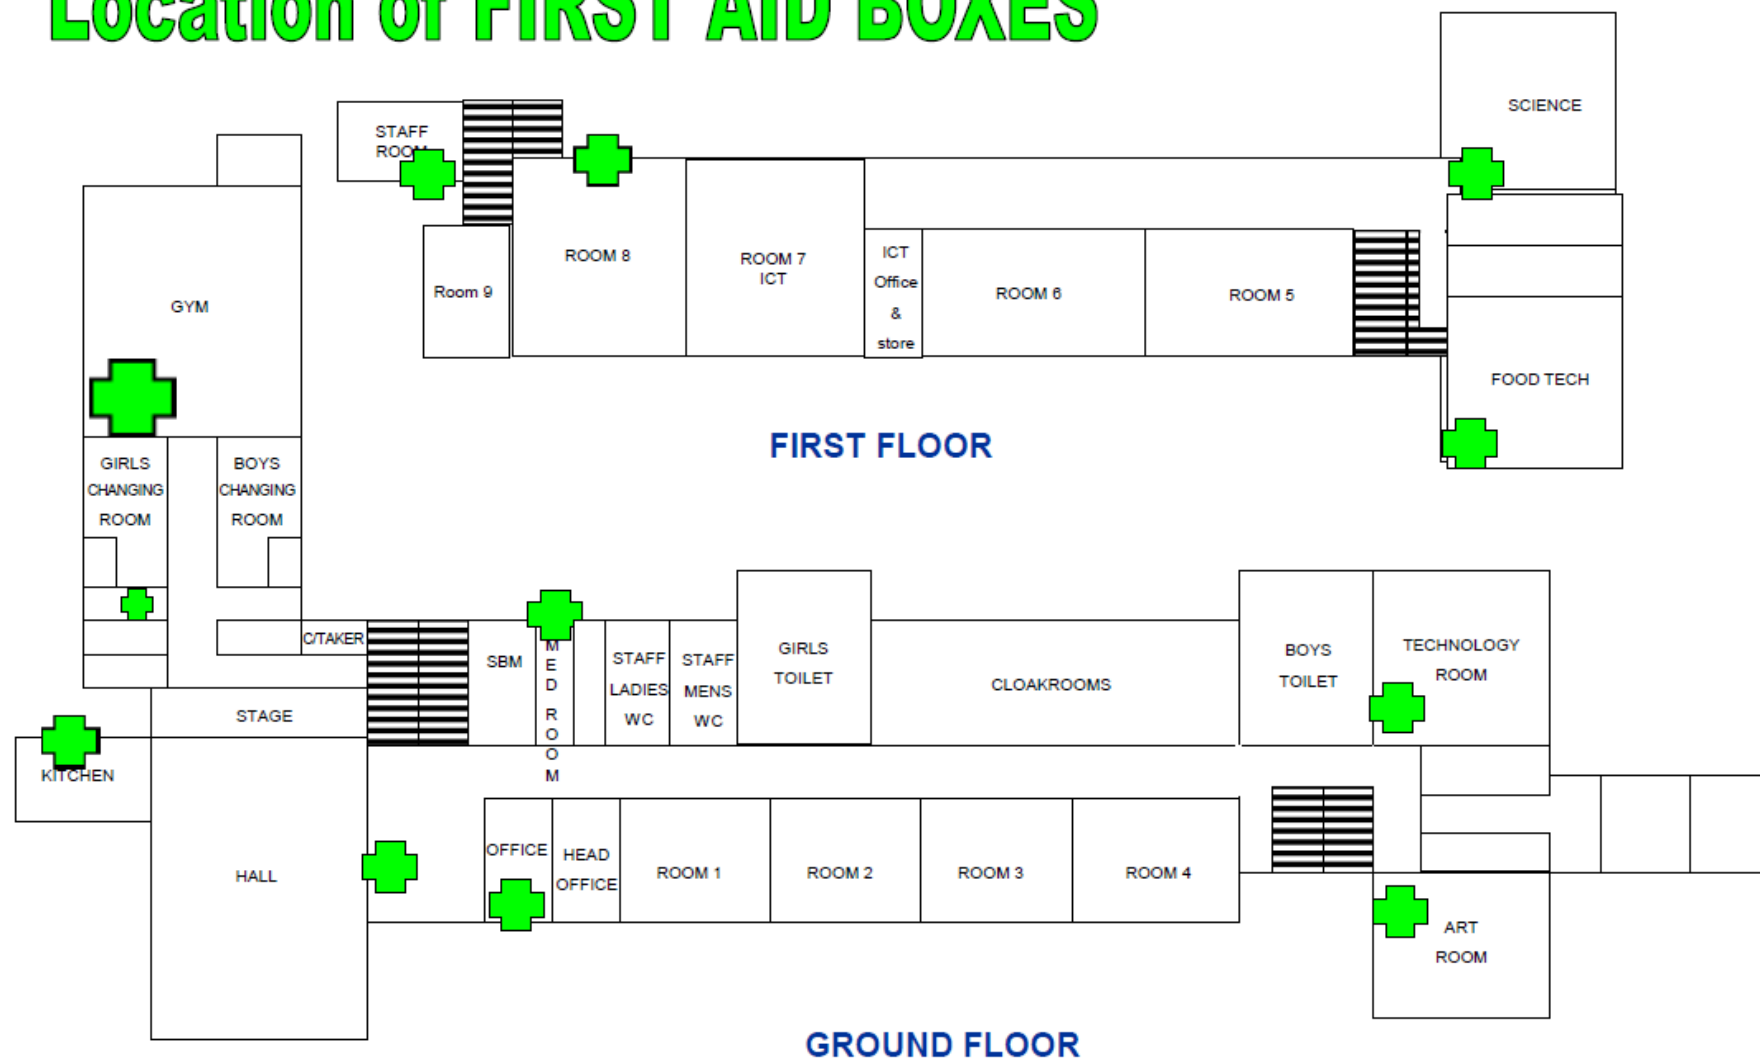 Location of FIRST AID BOXES
SCIENCE
STAFF
ROOM
ROOM 8
ROOM 7
ICT
ICT
Office
&
store
ROOM 6
ROOM 5
Room 9
GYM
FOOD TECH
FIRST FLOOR
GIRLS
CHANGING
ROOM
BOYS
CHANGING
ROOM
C/TAKER
SBM
MED ROOM
STAFF
LADIES
WC
STAFF
MENS
WC
GIRLS
TOILET
CLOAKROOMS
BOYS
TOILET
TECHNOLOGY
ROOM
STAGE
KITCHEN
HALL
OFFICE
HEAD
OFFICE
ROOM 1
ROOM 2
ROOM 3
ROOM 4
ART
ROOM
GROUND FLOOR